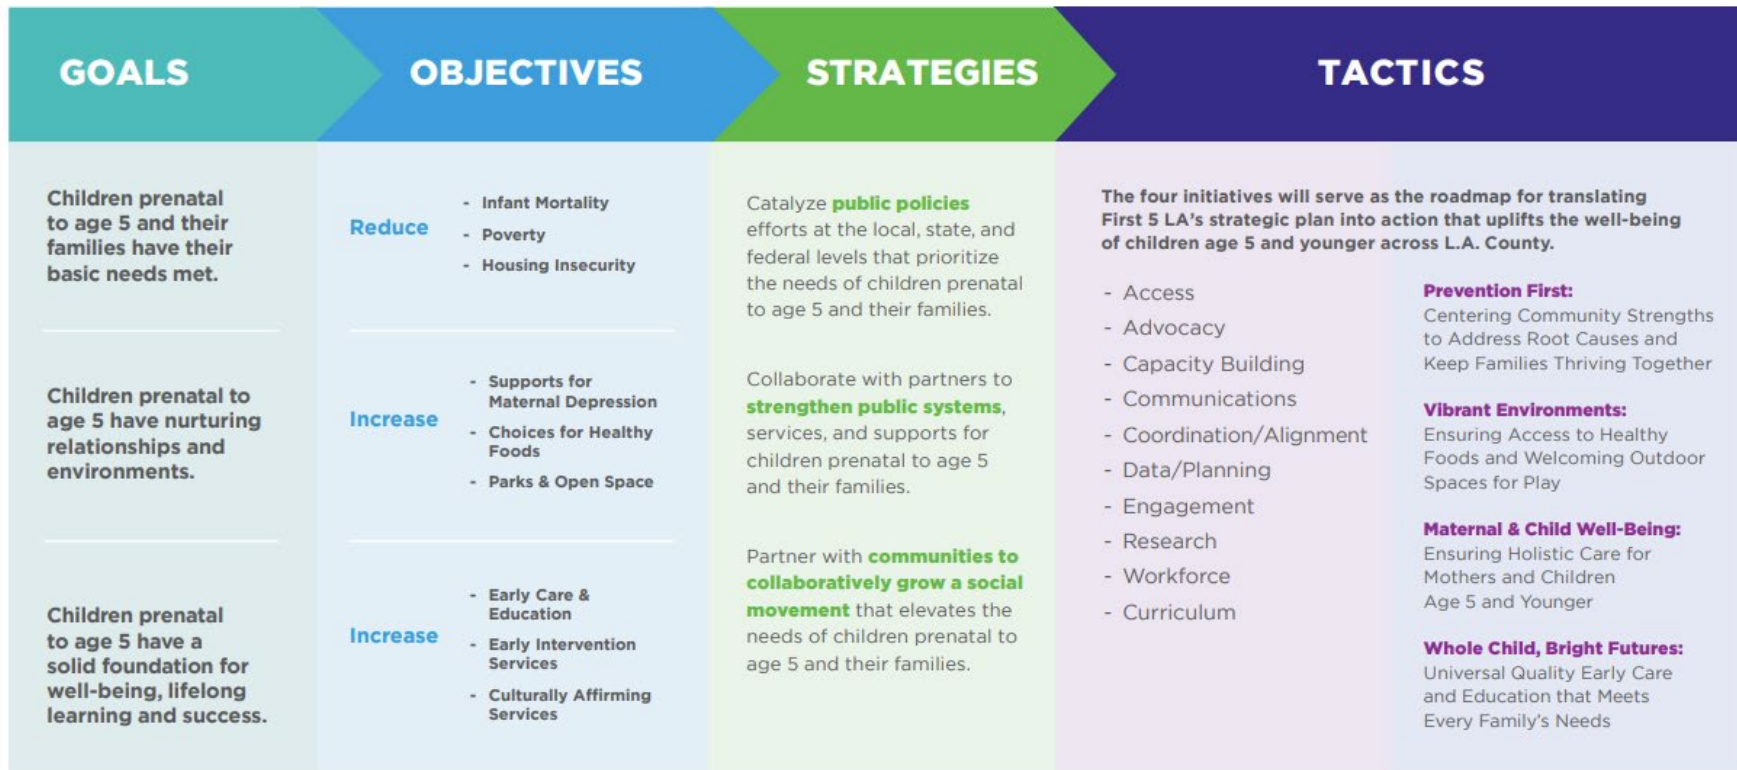 GOALS
OBJECTIVES
STRATEGIES
TACTICS
Children prenatal
to age 5 and their
families have their
basic needs met.
Children prenatal to
age 5 have nurturing
relationships and
environments.
Children prenatal
to age 5 have a
solid foundation for
well-being, lifelong
learning and success.
Reduce
- Infant Mortality
- Poverty
- Housing Insecurity
Increase
- Supports for
Maternal Depression
- Choices for Healthy
Foods
- Parks & Open Space
Increase
- Early Care &
Education
- Early Intervention
Services
- Culturally Affirming
Services
Catalyze public policies
efforts at the local, state, and
federal levels that prioritize
the needs of children prenatal
to age 5 and their families.
Collaborate with partners to
strengthen public systems,
services, and supports for
children prenatal to age 5
and their families.
Partner with communities to
collaboratively grow a social
movement that elevates the
needs of children prenatal to
age 5 and their families.
The four initiatives will serve as the roadmap for translating
First 5 LA's strategic plan into action that uplifts the well-being
of children age 5 and younger across L.A. County.
- Access
- Advocacy
- Capacity Building
- Communications
- Coordination/Alignment
- Data/Planning
- Engagement
- Research
- Workforce
- Curriculum
Prevention First:
Centering Community Strengths
to Address Root Causes and
Keep Families Thriving Together
Vibrant Environments:
Ensuring Access to Healthy
Foods and Welcoming Outdoor
Spaces for Play
Maternal & Child Well-Being:
Ensuring Holistic Care for
Mothers and Children
Age 5 and Younger
Whole Child, Bright Futures:
Universal Quality Early Care
and Education that Meets
Every Family's Needs